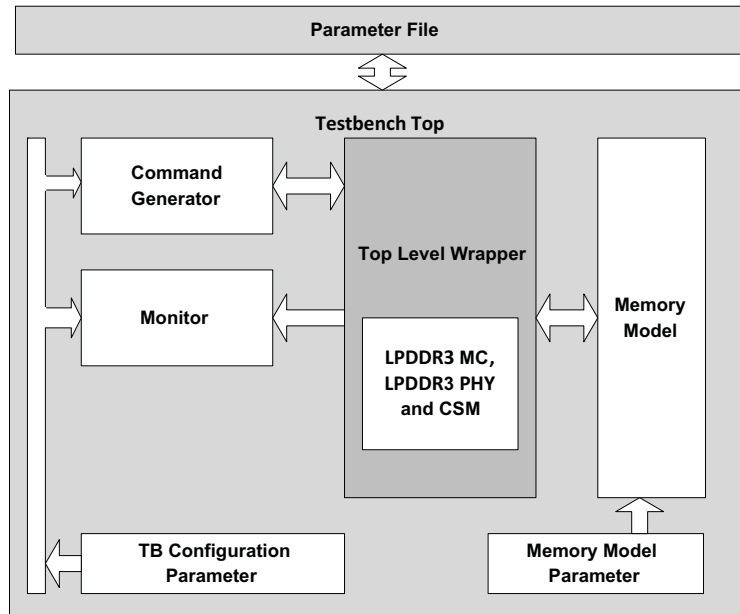 Parameter File
Testbench Top
Command
Generator
Top Level Wrapper
Monitor
Memory
Model
LPDDR3 MC,
LPDDR3 PHY
and CSM
TB Configuration
Parameter
Memory Model
Parameter